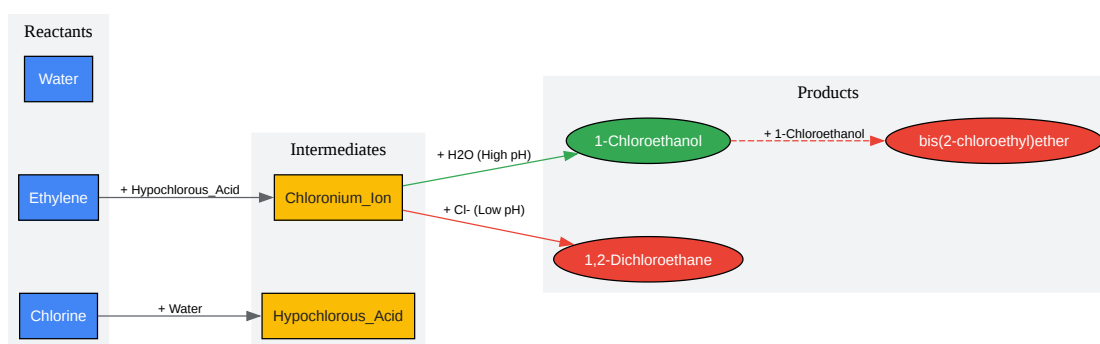 Reactants
Water
Ethylene
Chlorine
+ Hypochlorous_Acid
+ Water
Intermediates
Chloronium_Ion
Hypochlorous_Acid
+ H2O (High pH)
+ Cl- (Low pH)
Products
1-Chloroethanol
+ 1-Chloroethanol
bis(2-chloroethyl)ether
1,2-Dichloroethane